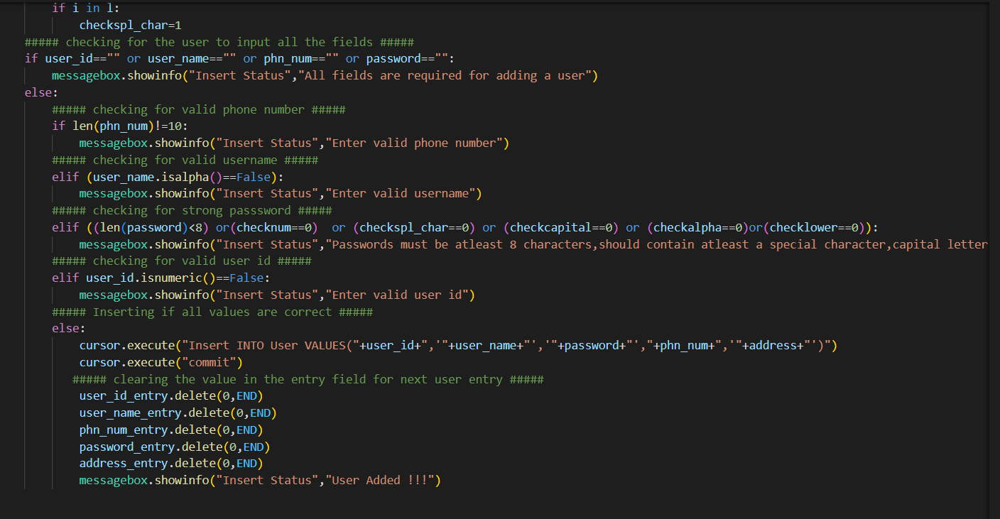 if i in l:
checkspl_char=1
##### checking for the user to input all the fields #####
if user_id=="" or user_name=="" or phn_num=="" or password=="":
messagebox.showinfo("Insert Status","All fields are required for adding a user")
else:
##### checking for valid phone number #####
if len(phn_num)!=10:
messagebox.showinfo("Insert Status","Enter valid phone number")
##### checking for valid username #####
elif (user_name.isalpha()==False):
messagebox.showinfo("Insert Status","Enter valid username")
##### checking for strong passsword #####
elif ((len(password)<8) or(checknum==0)  or (checkspl_char==0) or (checkcapital==0) or (checkalpha==0)or(checklower==0)):
messagebox.showinfo("Insert Status","Passwords must be atleast 8 characters,should contain atleast a special character,capital letter
##### checking for valid user id #####
elif user_id.isnumeric()==False:
messagebox.showinfo("Insert Status","Enter valid user id")
##### Inserting if all values are correct #####
else:
cursor.execute("Insert INTO User VALUES("+user_id+",'"+user_name+"','"+password+"',"+phn_num+",'"+address+"')")
cursor.execute("commit")
##### clearing the value in the entry field for next user entry #####
user_id_entry.delete(0,END)
user_name_entry.delete(0,END)
phn_num_entry.delete(0,END)
password_entry.delete(0,END)
address_entry.delete(0,END)
messagebox.showinfo("Insert Status","User Added !!!")